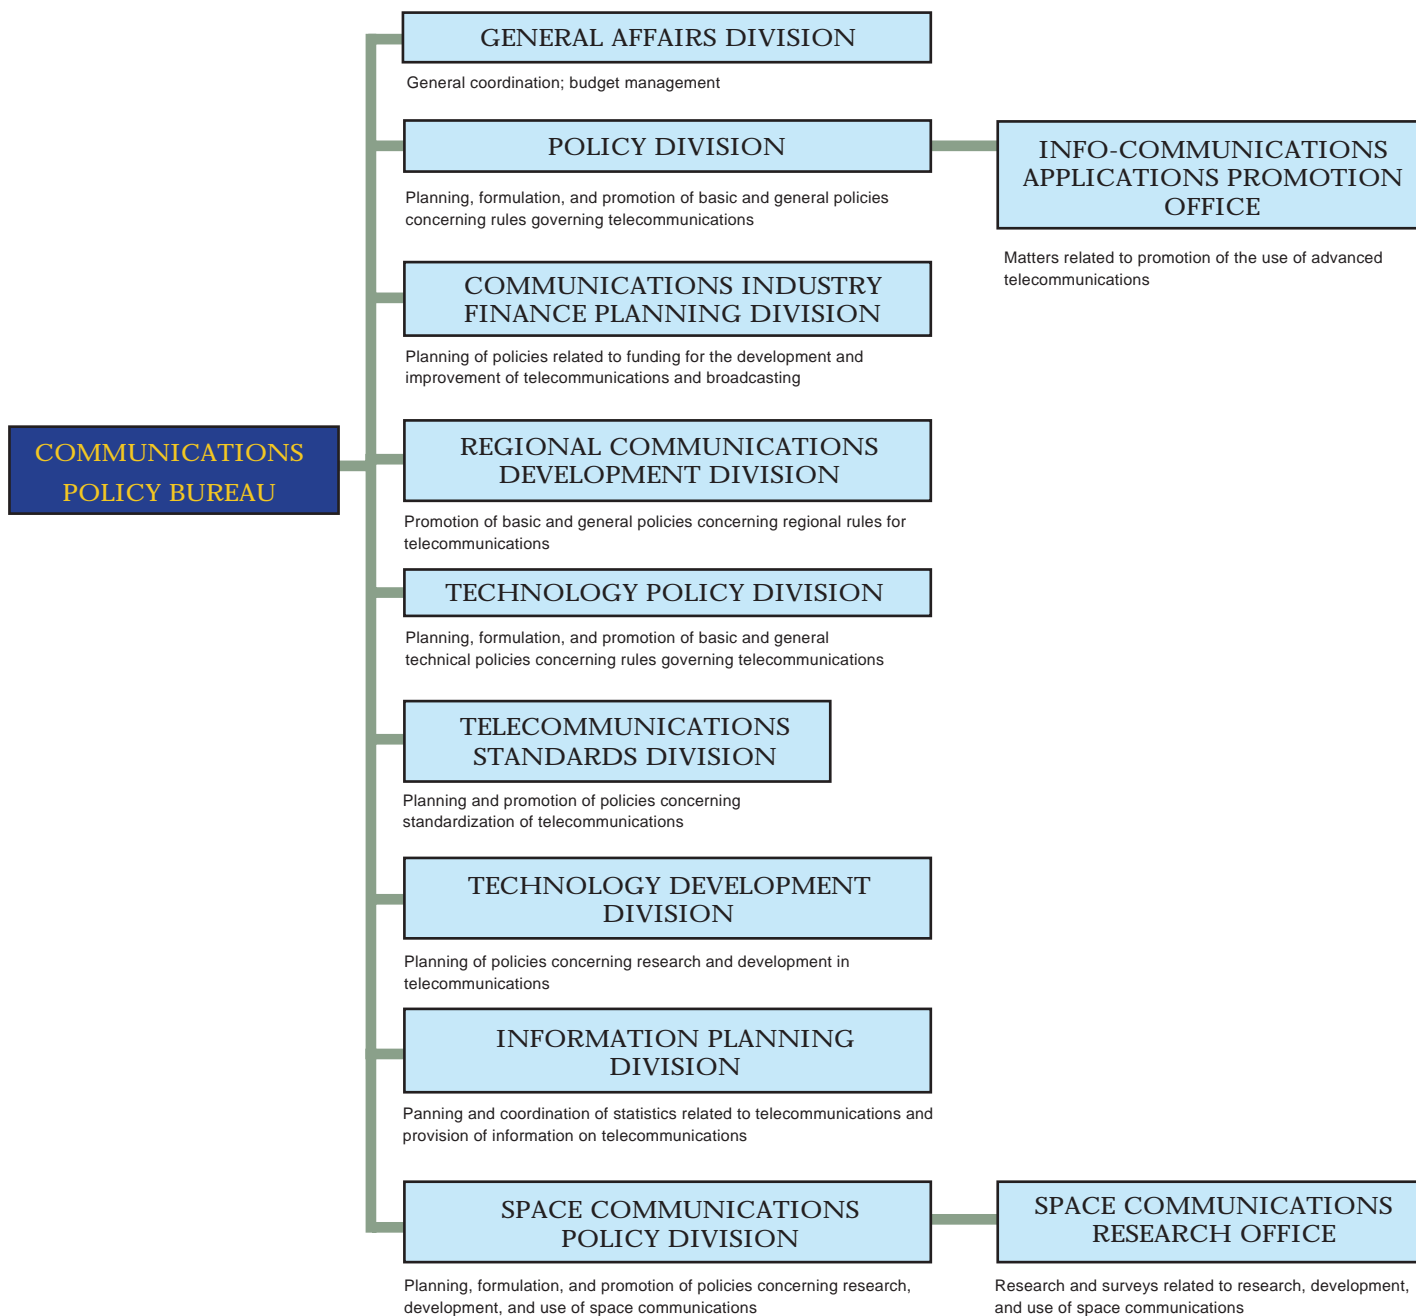 GENERAL AFFAIRS DIVISION
General coordination; budget management
POLICY DIVISION
Planning, formulation, and promotion of basic and general policies
concerning rules governing telecommunications
INFO-COMMUNICATIONS
APPLICATIONS PROMOTION
OFFICE
Matters related to promotion of the use of advanced
telecommunications
COMMUNICATIONS INDUSTRY
FINANCE PLANNING DIVISION
Planning of policies related to funding for the development and
improvement of telecommunications and broadcasting
COMMUNICATIONS
POLICY BUREAU
REGIONAL COMMUNICATIONS
DEVELOPMENT DIVISION
Promotion of basic and general policies concerning regional rules for
telecommunications
TECHNOLOGY POLICY DIVISION
Planning, formulation, and promotion of basic and general
technical policies concerning rules governing telecommunications
TELECOMMUNICATIONS
STANDARDS DIVISION
Planning and promotion of policies concerning
standardization of telecommunications
TECHNOLOGY DEVELOPMENT
DIVISION
Planning of policies concerning research and development in
telecommunications
INFORMATION PLANNING
DIVISION
Panning and coordination of statistics related to telecommunications and
provision of information on telecommunications
SPACE COMMUNICATIONS
POLICY DIVISION
Planning, formulation, and promotion of policies concerning research,
development, and use of space communications
SPACE COMMUNICATIONS
RESEARCH OFFICE
Research and surveys related to research, development,
and use of space communications